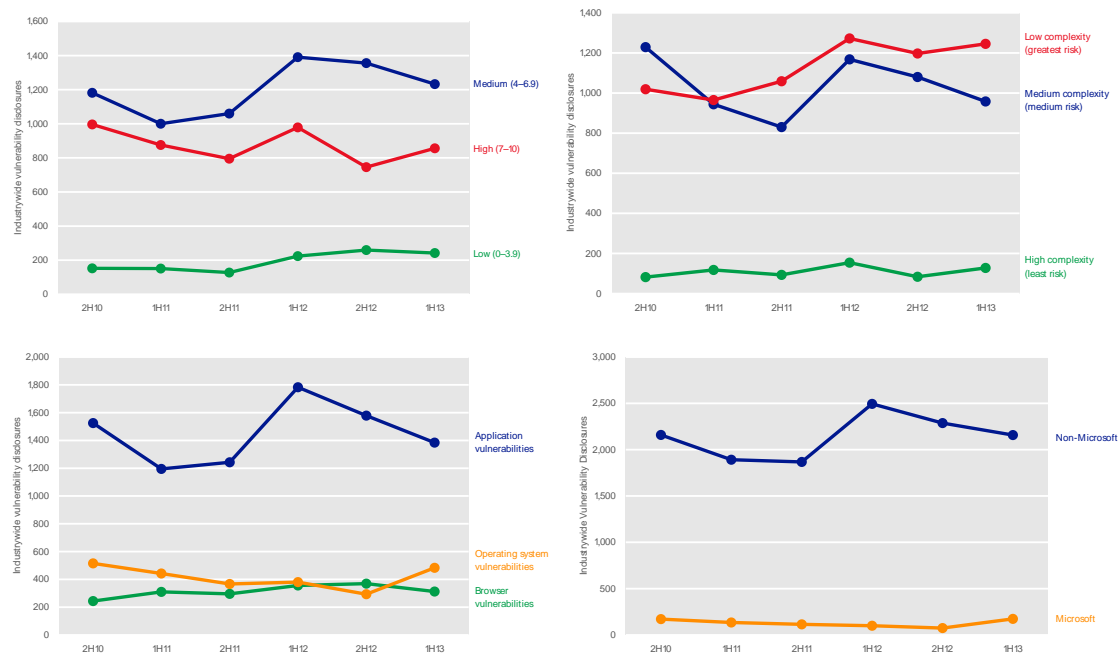 1,600
1,400
1,200
1,000
800
600
400
200
0
Industrywide vulnerability disclosures
2H10
1H11
2H11
1H12
2H12
1H13
Medium (4–6.9)
High (7–10)
Low (0–3.9)
1,400
1,200
1,000
800
600
400
200
0
Industrywide vulnerability disclosures
2H10
1H11
2H11
1H12
2H12
1H13
Low complexity
(greatest risk)
Medium complexity
(medium risk)
High complexity
(least risk)
2,000
1,800
1,600
1,400
1,200
1,000
800
600
400
200
0
Industrywide vulnerability disclosures
2H10
1H11
2H11
1H12
2H12
1H13
Application
vulnerabilities
Operating system
vulnerabilities
Browser
vulnerabilities
3,000
2,500
2,000
1,500
1,000
500
0
Industrywide Vulnerability Disclosures
2H10
1H11
2H11
1H12
2H12
1H13
Non-Microsoft
Microsoft